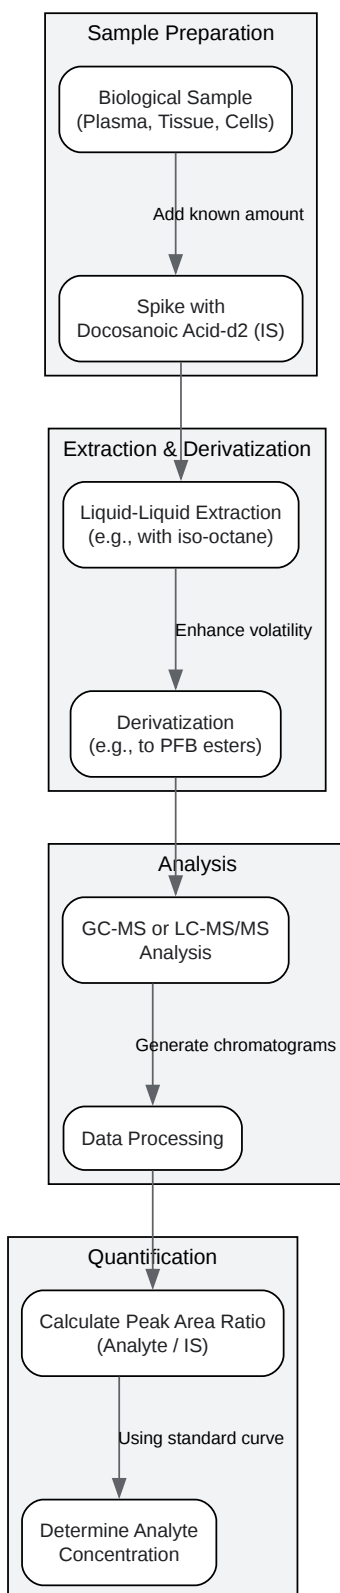 Sample Preparation
Biological Sample
(Plasma, Tissue, Cells)
Add known amount
Spike with
Docosanoic Acid-d2 (IS)
Extraction & Derivatization
Liquid-Liquid Extraction
(e.g., with iso-octane)
Enhance volatility
Derivatization
(e.g., to PFB esters)
Analysis
GC-MS or LC-MS/MS
Analysis
Generate chromatograms
Data Processing
Quantification
Calculate Peak Area Ratio
(Analyte / IS)
Using standard curve
Determine Analyte
Concentration